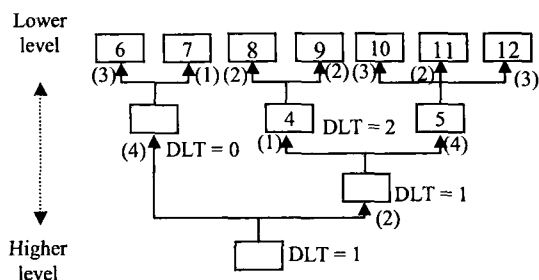 Lower
level
6 7 8 9 10 11 12
(3) (1) (2) (2) (3) (2) (3)
4 DLT = 2 5
(4) DLT = 0 (1) (4)
DLT = 1
(2)
Higher
level
DLT = 1